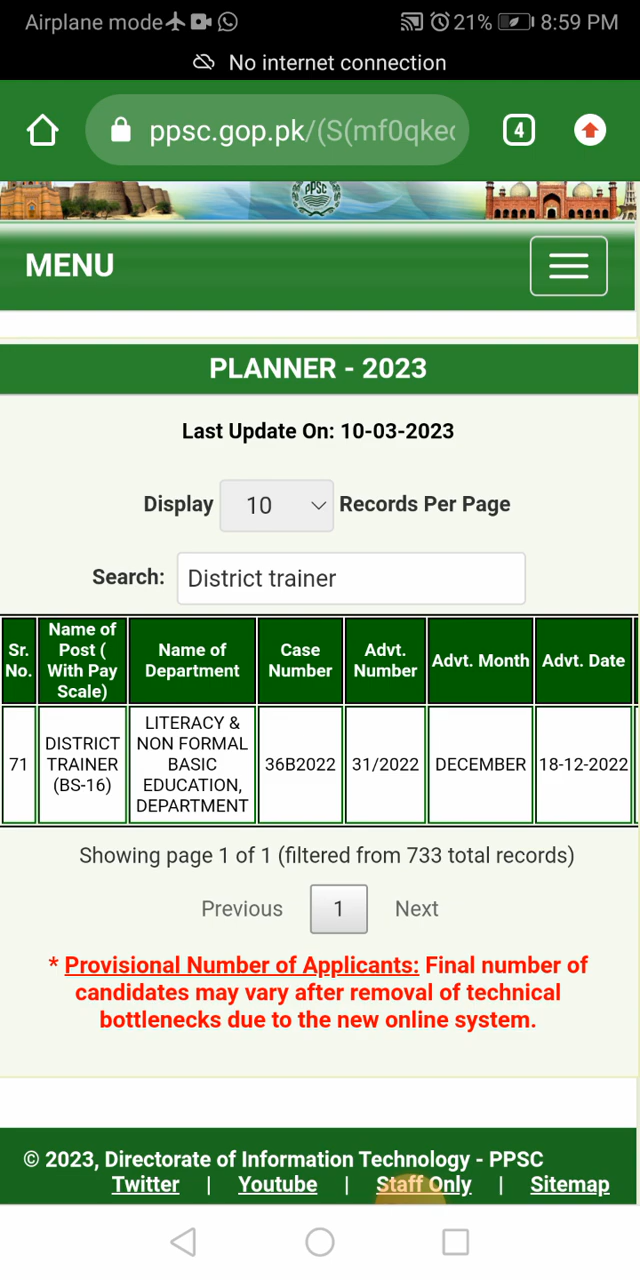 Airplane mode 21% 8:59 PM
No internet connection
ppsc.gop.pk/(S(mf0qkec 4
PPSC
MENU
PLANNER - 2023
Last Update On: 10-03-2023
Display 10 Records Per Page
Search: District trainer
Sr. No. Name of Post ( With Pay Scale) Name of Department Case Number Advt. Number Advt. Month Advt. Date
71 DISTRICT TRAINER (BS-16) LITERACY & NON FORMAL BASIC EDUCATION, DEPARTMENT 36B2022 31/2022 DECEMBER 18-12-2022
Showing page 1 of 1 (filtered from 733 total records)
Previous 1 Next
* Provisional Number of Applicants: Final number of
candidates may vary after removal of technical
bottlenecks due to the new online system.
© 2023, Directorate of Information Technology - PPSC
Twitter | Youtube | Staff Only | Sitemap